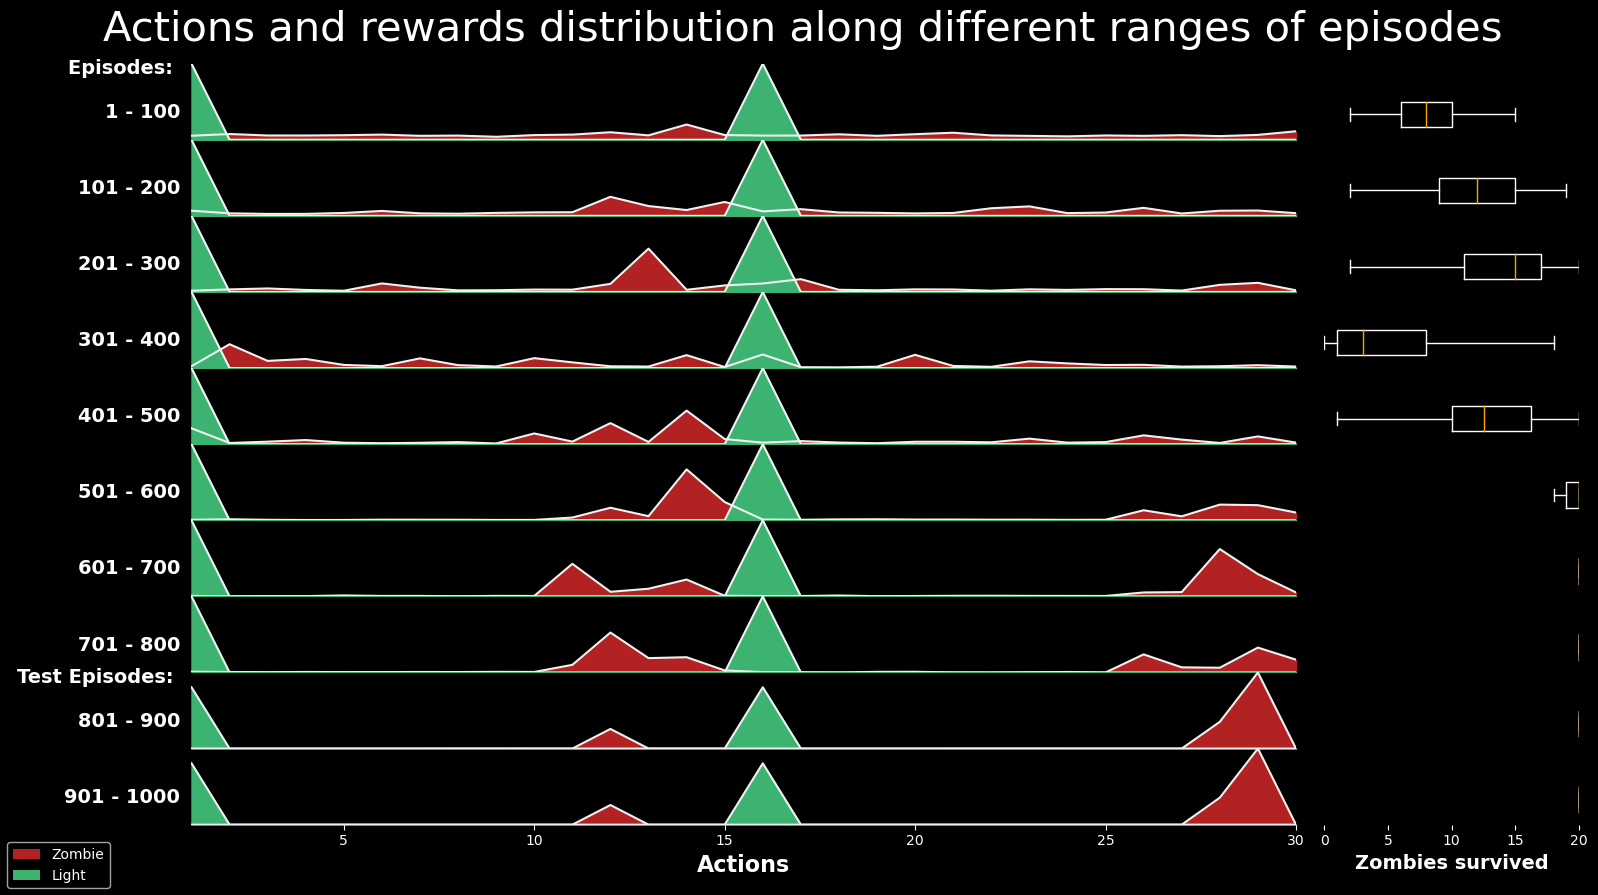 Actions and rewards distribution along different ranges of episodes
Episodes:
1 - 100
101 - 200
201 - 300
301 - 400
401 - 500
501 - 600
601 - 700
701 - 800
Test Episodes:
801 - 900
901 - 1000
5 10 15 20 25 30
0 5 10 15 20
Actions
Zombies survived
Zombie
Light